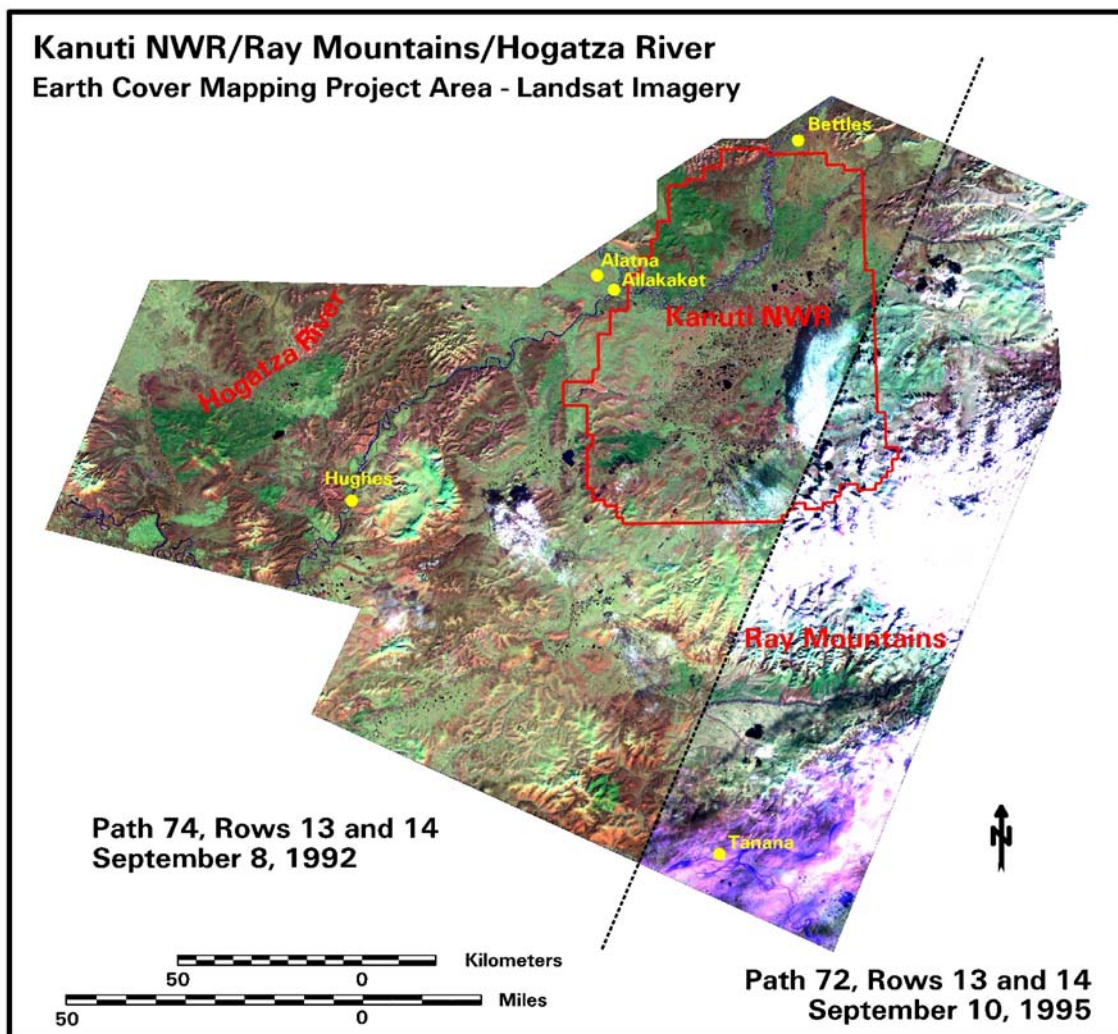 Kanuti NWR/Ray Mountains/Hogatza River
Earth Cover Mapping Project Area - Landsat Imagery
Bettles
Alatna
Allakaket
Kanuti NWR
Hogatza River
Hughes
Ray Mountains
Tanana
Path 74, Rows 13 and 14
September 8, 1992
N
Kilometers
50 0
Miles
50 0
Path 72, Rows 13 and 14
September 10, 1995